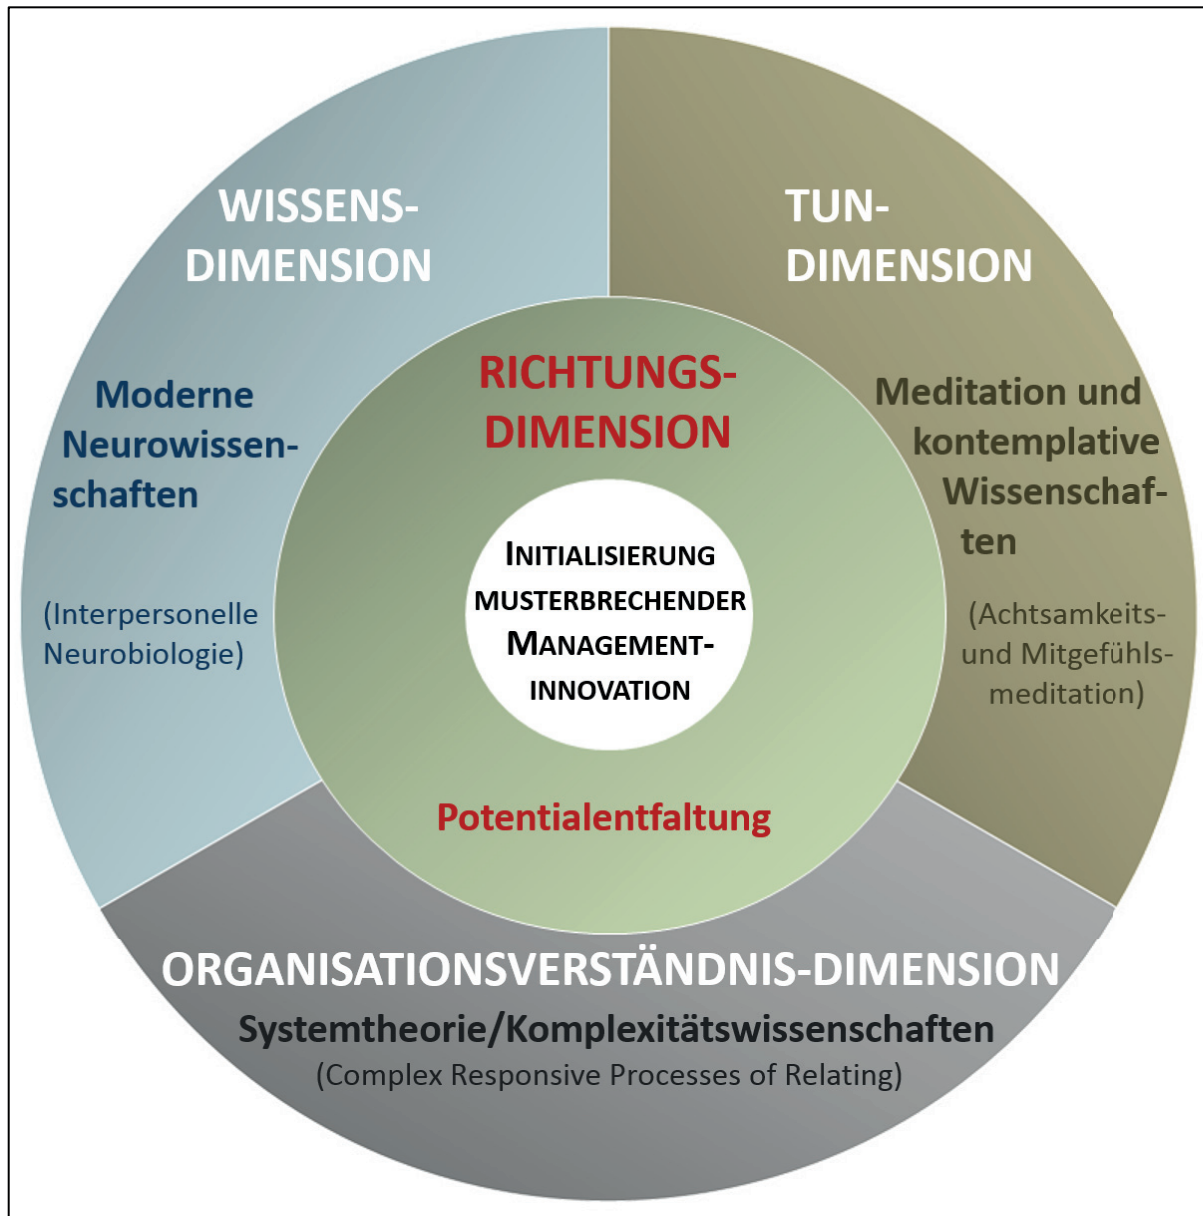 WISSENS-
DIMENSION
Moderne
Neurowissen-
schaften
(Interpersonelle
Neurobiologie)
TUN-
DIMENSION
Meditation und
kontemplative
Wissenschaf-
ten
(Achtsamkeits-
und Mitgefühls-
meditation)
RICHTUNGS-
DIMENSION
INITIALISIERUNG
MUSTERBRECHENDER
MANAGEMENT-
INNOVATION
Potentialentfaltung
ORGANISATIONSVERSTÄNDNIS-DIMENSION
Systemtheorie/Komplexitätswissenschaften
(Complex Responsive Processes of Relating)